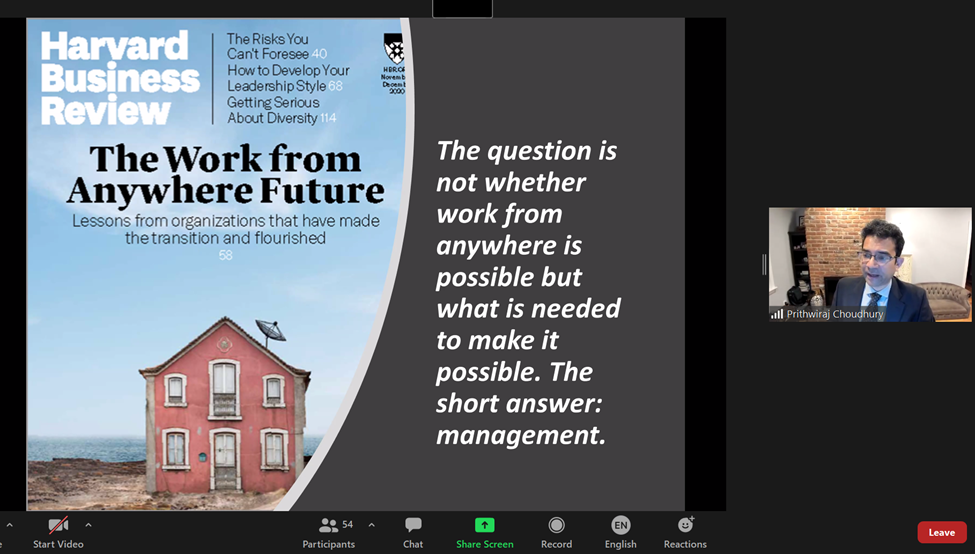 Harvard
Business
Review
The Risks You
Can't Foresee 40
How to Develop Your
Leadership Style 68
Getting Serious
About Diversity 114
Novem
Decem
2020
The Work from
Anywhere Future
Lessons from organizations that have made
the transition and flourished
58
The question is
not whether
work from
anywhere is
possible but
what is needed
to make it
possible. The
short answer:
management.
Prithwiraj Choudhury
e
Start Video
54
Participants
Chat
Share Screen
Record
EN
English
Reactions
Leave